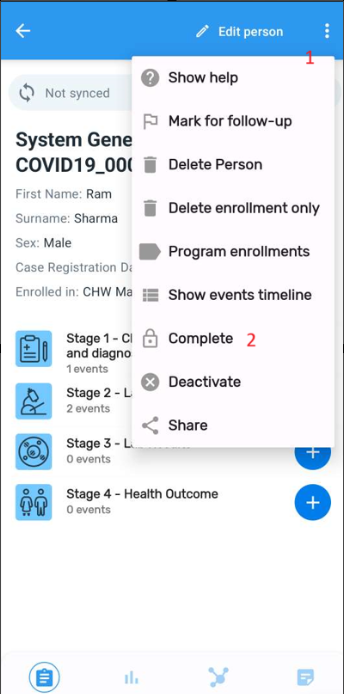 Edit person
1
Not synced
Show help
Mark for follow-up
Delete Person
Delete enrollment only
Program enrollments
Show events timeline
Complete 2
Deactivate
Share
System Gene
COVID19_000
First Name: Ram
Surname: Sharma
Sex: Male
Case Registration Da
Enrolled in: CHW Ma
Stage 1 - C
and diagno
1 events
Stage 2 - L
2 events
Stage 3 - L
0 events
Stage 4 - Health Outcome
0 events